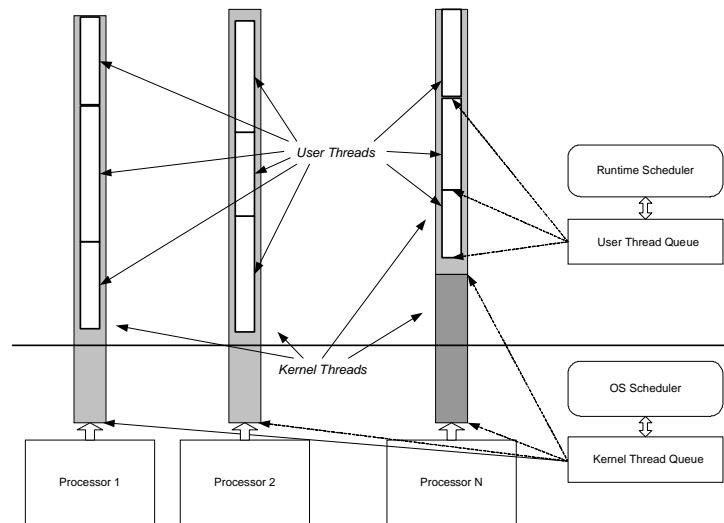 User Threads
Runtime Scheduler
User Thread Queue
Kernel Threads
OS Scheduler
Kernel Thread Queue
Processor 1
Processor 2
Processor N